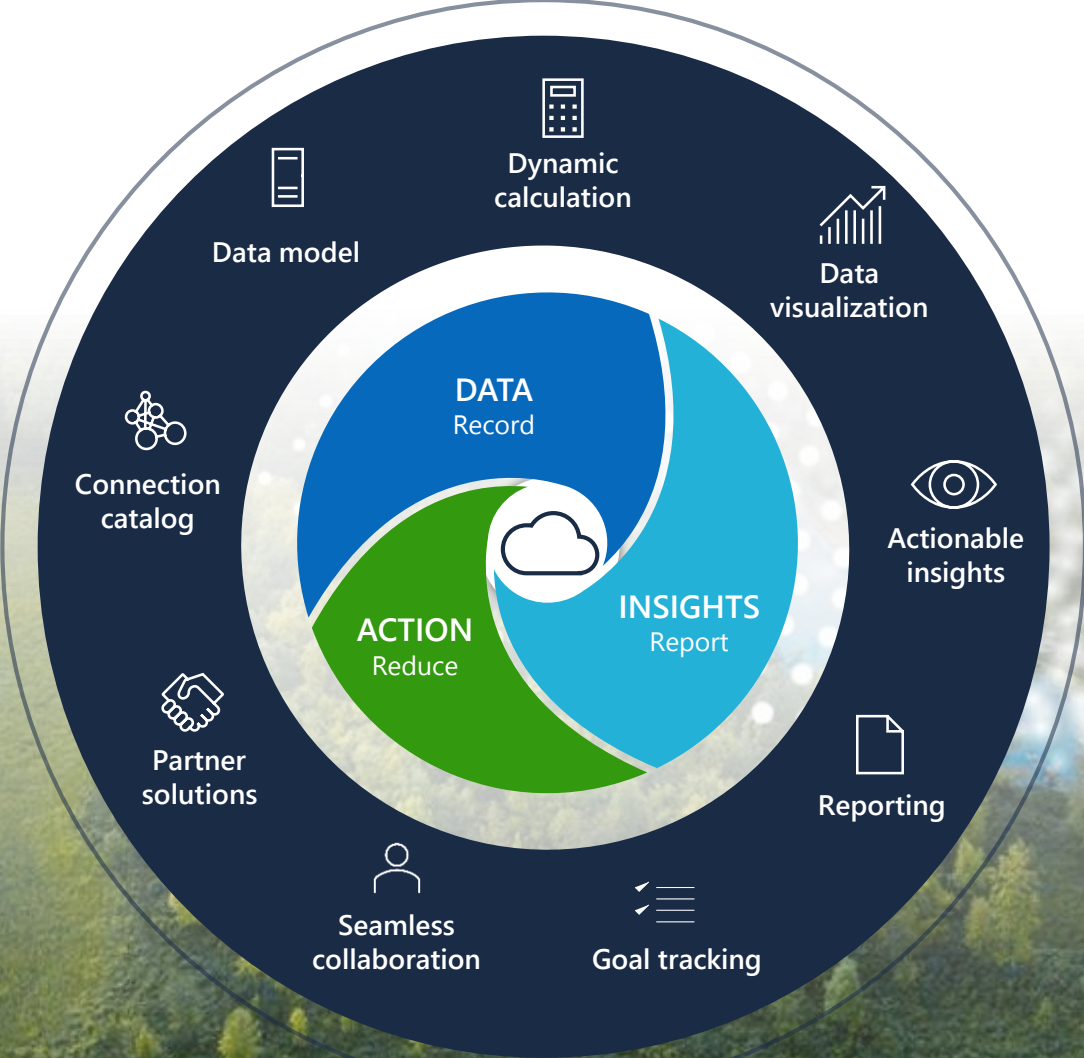 Dynamic
calculation
Data model
Data
visualization
DATA
Record
Connection
catalog
Actionable
insights
INSIGHTS
Report
ACTION
Reduce
Partner
solutions
Reporting
Seamless
collaboration
Goal tracking